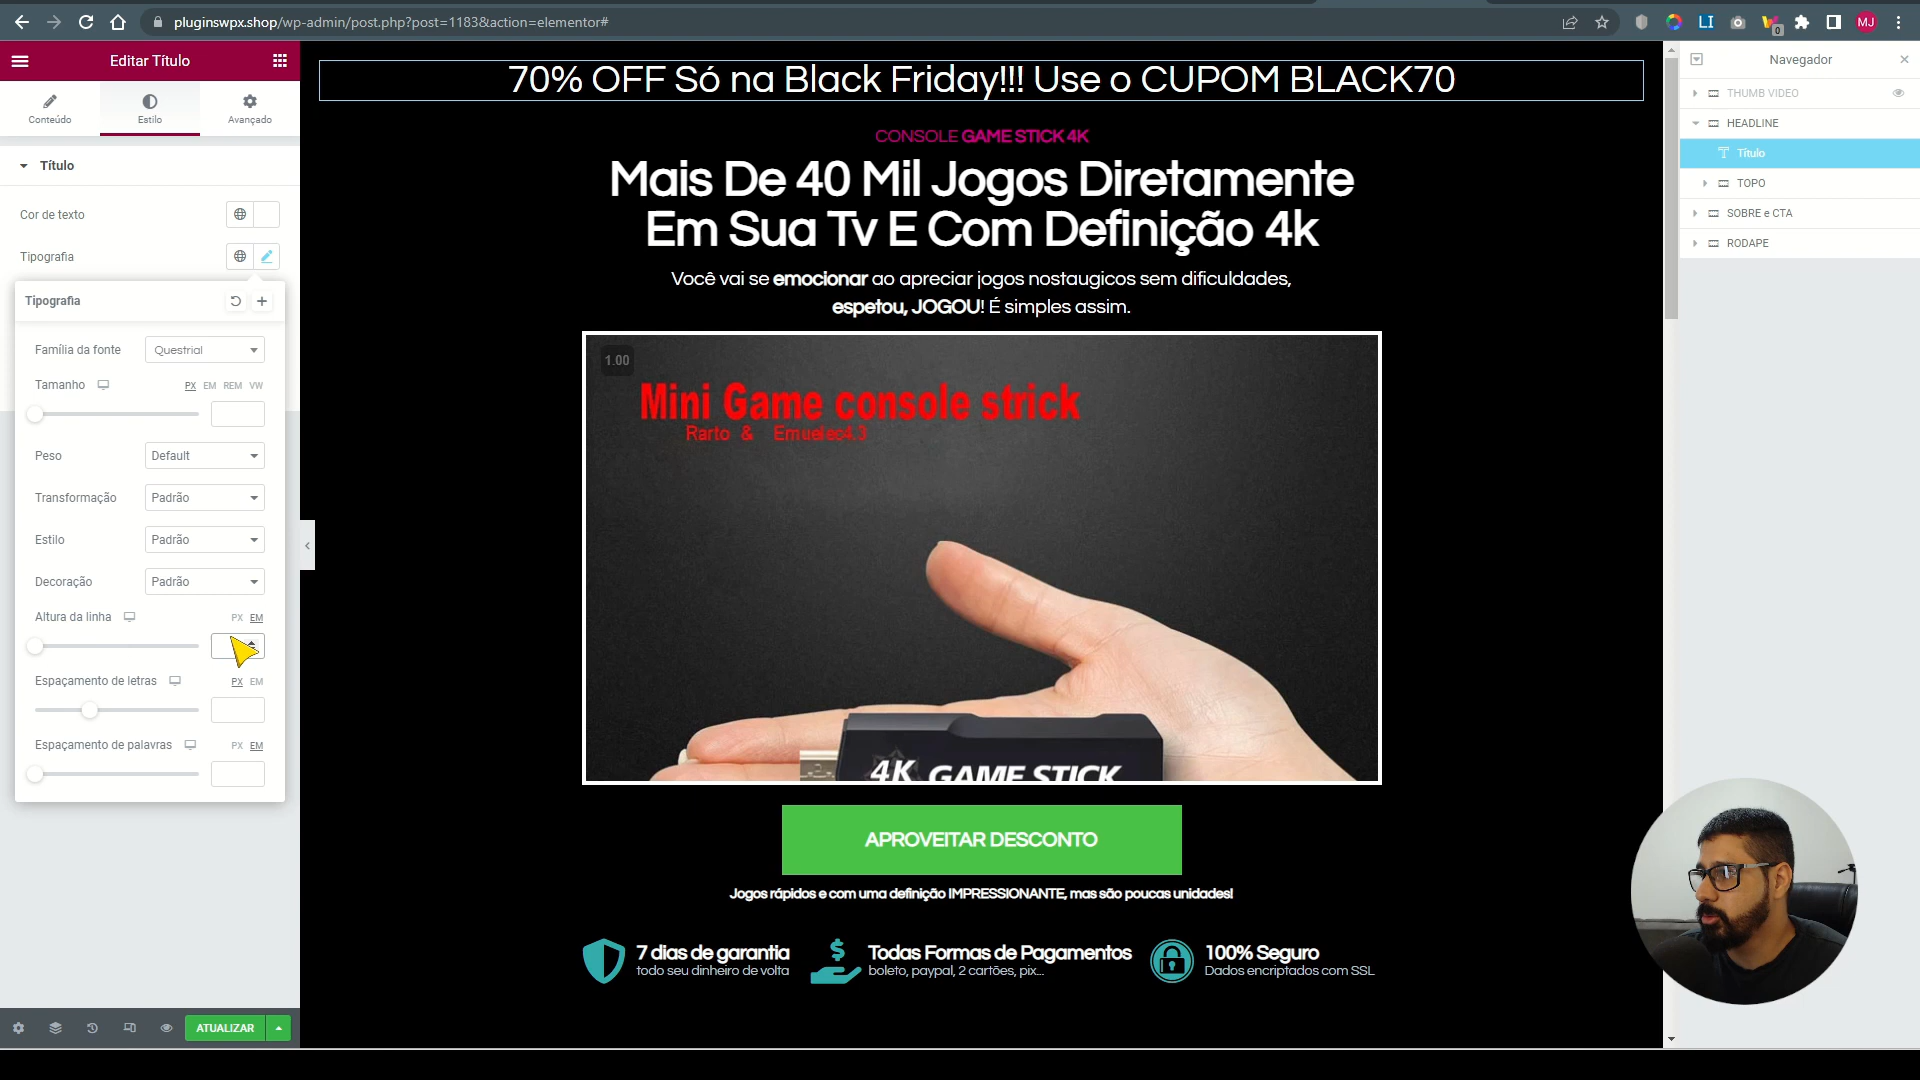 pluginswpx.shop/wp-admin/post.php?post=1183&action=elementor#
LI
0
MJ
Editar Título
Conteúdo
Estilo
Avançado
Título
Cor de texto
Tipografia
Tipografia
Família da fonte
Questrial
Tamanho
PX EM REM VW
Peso
Default
Transformação
Padrão
Estilo
Padrão
Decoração
Padrão
Altura da linha
PX EM
Espaçamento de letras
PX EM
Espaçamento de palavras
PX EM
ATUALIZAR
70% OFF Só na Black Friday!!! Use o CUPOM BLACK70
CONSOLE GAME STICK 4K
Mais De 40 Mil Jogos Diretamente
Em Sua Tv E Com Definição 4k
Você vai se emocionar ao apreciar jogos nostaugicos sem dificuldades,
espetou, JOGOU! É simples assim.
1.00
Mini Game console strick
Rarto & Emuelec4.3
4K GAME STICK
APROVEITAR DESCONTO
Jogos rápidos e com uma definição IMPRESSIONANTE, mas são poucas unidades!
7 dias de garantia
todo seu dinheiro de volta
Todas Formas de Pagamentos
boleto, paypal, 2 cartões, pix...
100% Seguro
Dados encriptados com SSL
Navegador
THUMB VIDEO
HEADLINE
Título
TOPO
SOBRE e CTA
RODAPE